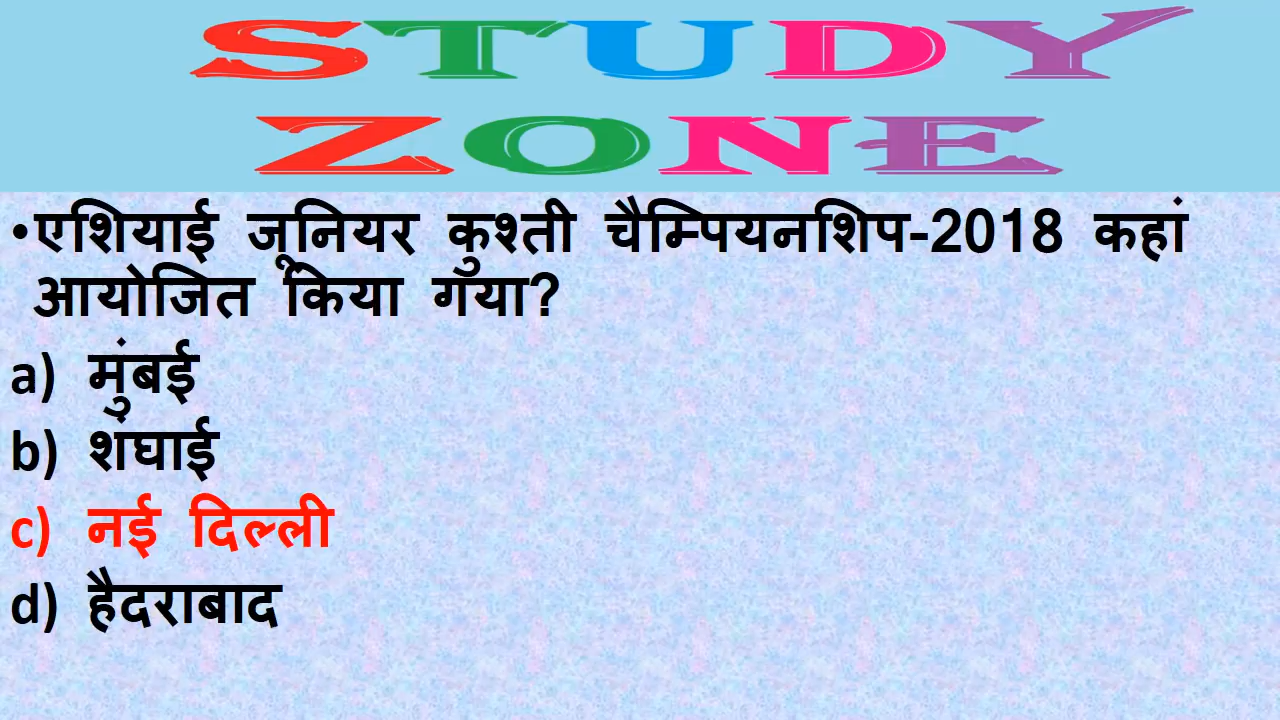 STUDY
ZONE
•एशियाई जूनियर कुश्ती चैम्पियनशिप-2018 कहां
आयोजित किया गया?
a) मुंबई
b) शंघाई
c) नई दिल्ली
d) हैदराबाद